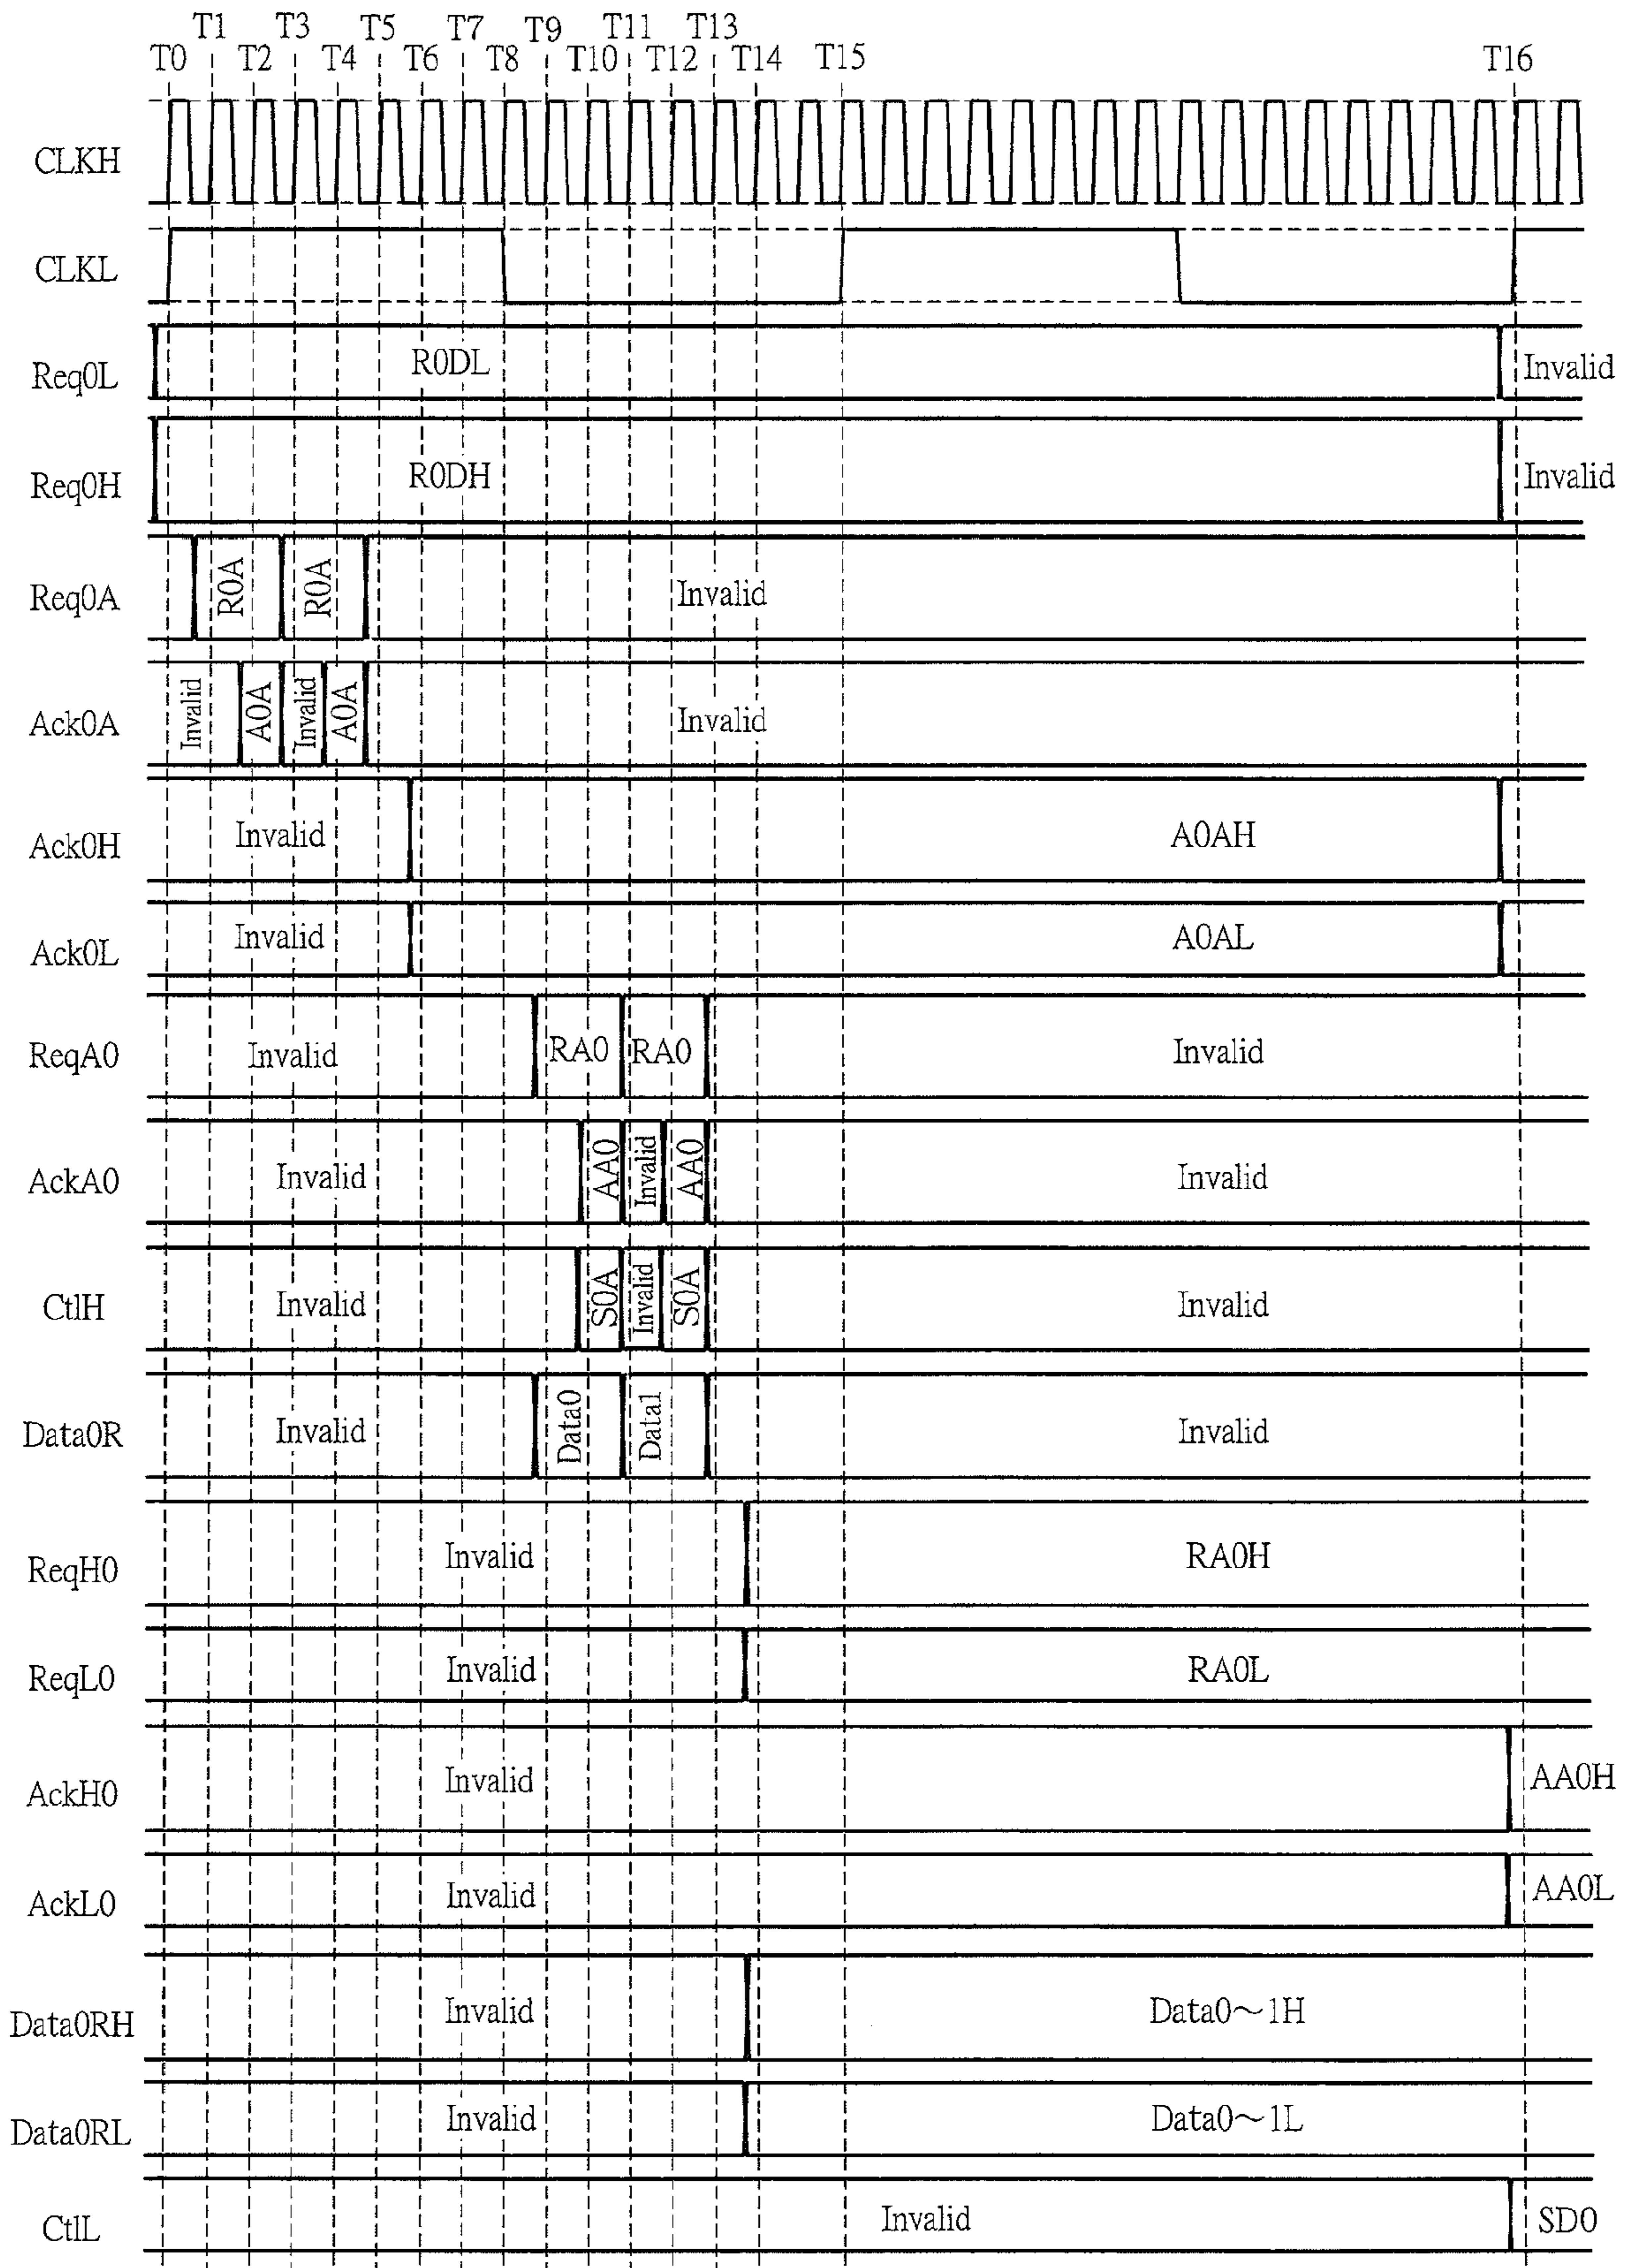 T1 T3 T5 T7 T9 T11 T13
T0 T2 T4 T6 T8 T10 T12 T14 T15 T16
CLKH
CLKL
Req0L R0DL Invalid
Req0H R0DH Invalid
Req0A R0A R0A Invalid
Ack0A Invalid A0A Invalid A0A Invalid
Ack0H Invalid A0AH
Ack0L Invalid A0AL
ReqA0 Invalid RA0 RA0 Invalid
AckA0 Invalid AA0 Invalid AA0 Invalid
CtlH Invalid S0A Invalid S0A Invalid
Data0R Invalid Data0 Data1 Invalid
ReqH0 Invalid RA0H
ReqL0 Invalid RA0L
AckH0 Invalid AA0H
AckL0 Invalid AA0L
Data0RH Invalid Data0~1H
Data0RL Invalid Data0~1L
CtlL Invalid SD0